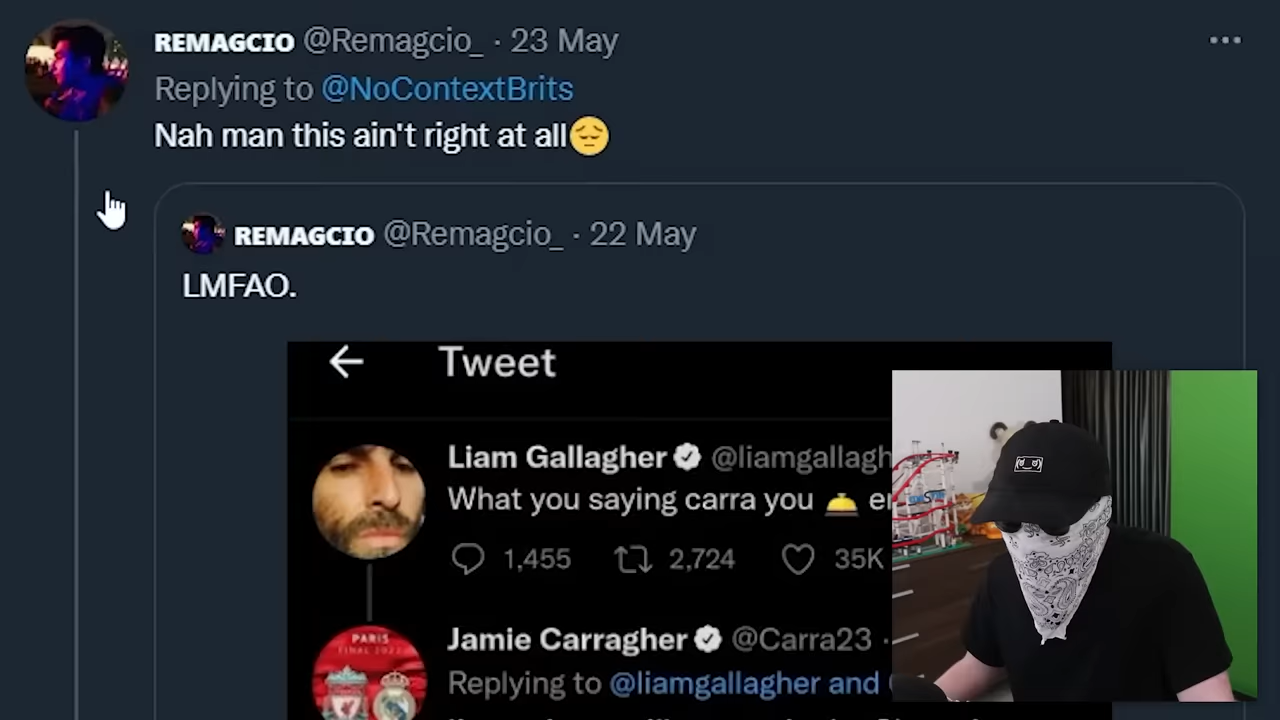 REMAGCIO @Remagcio_ · 23 May
Replying to @NoContextBrits
Nah man this ain't right at all😔
REMAGCIO @Remagcio_ · 22 May
LMFAO.
Tweet
Liam Gallagher @liamgallagh
What you saying carra you 🛎️
1,455 2,724 35K
PARIS
FINAL 2022
Jamie Carragher @Carra23 ·
Replying to @liamgallagher and